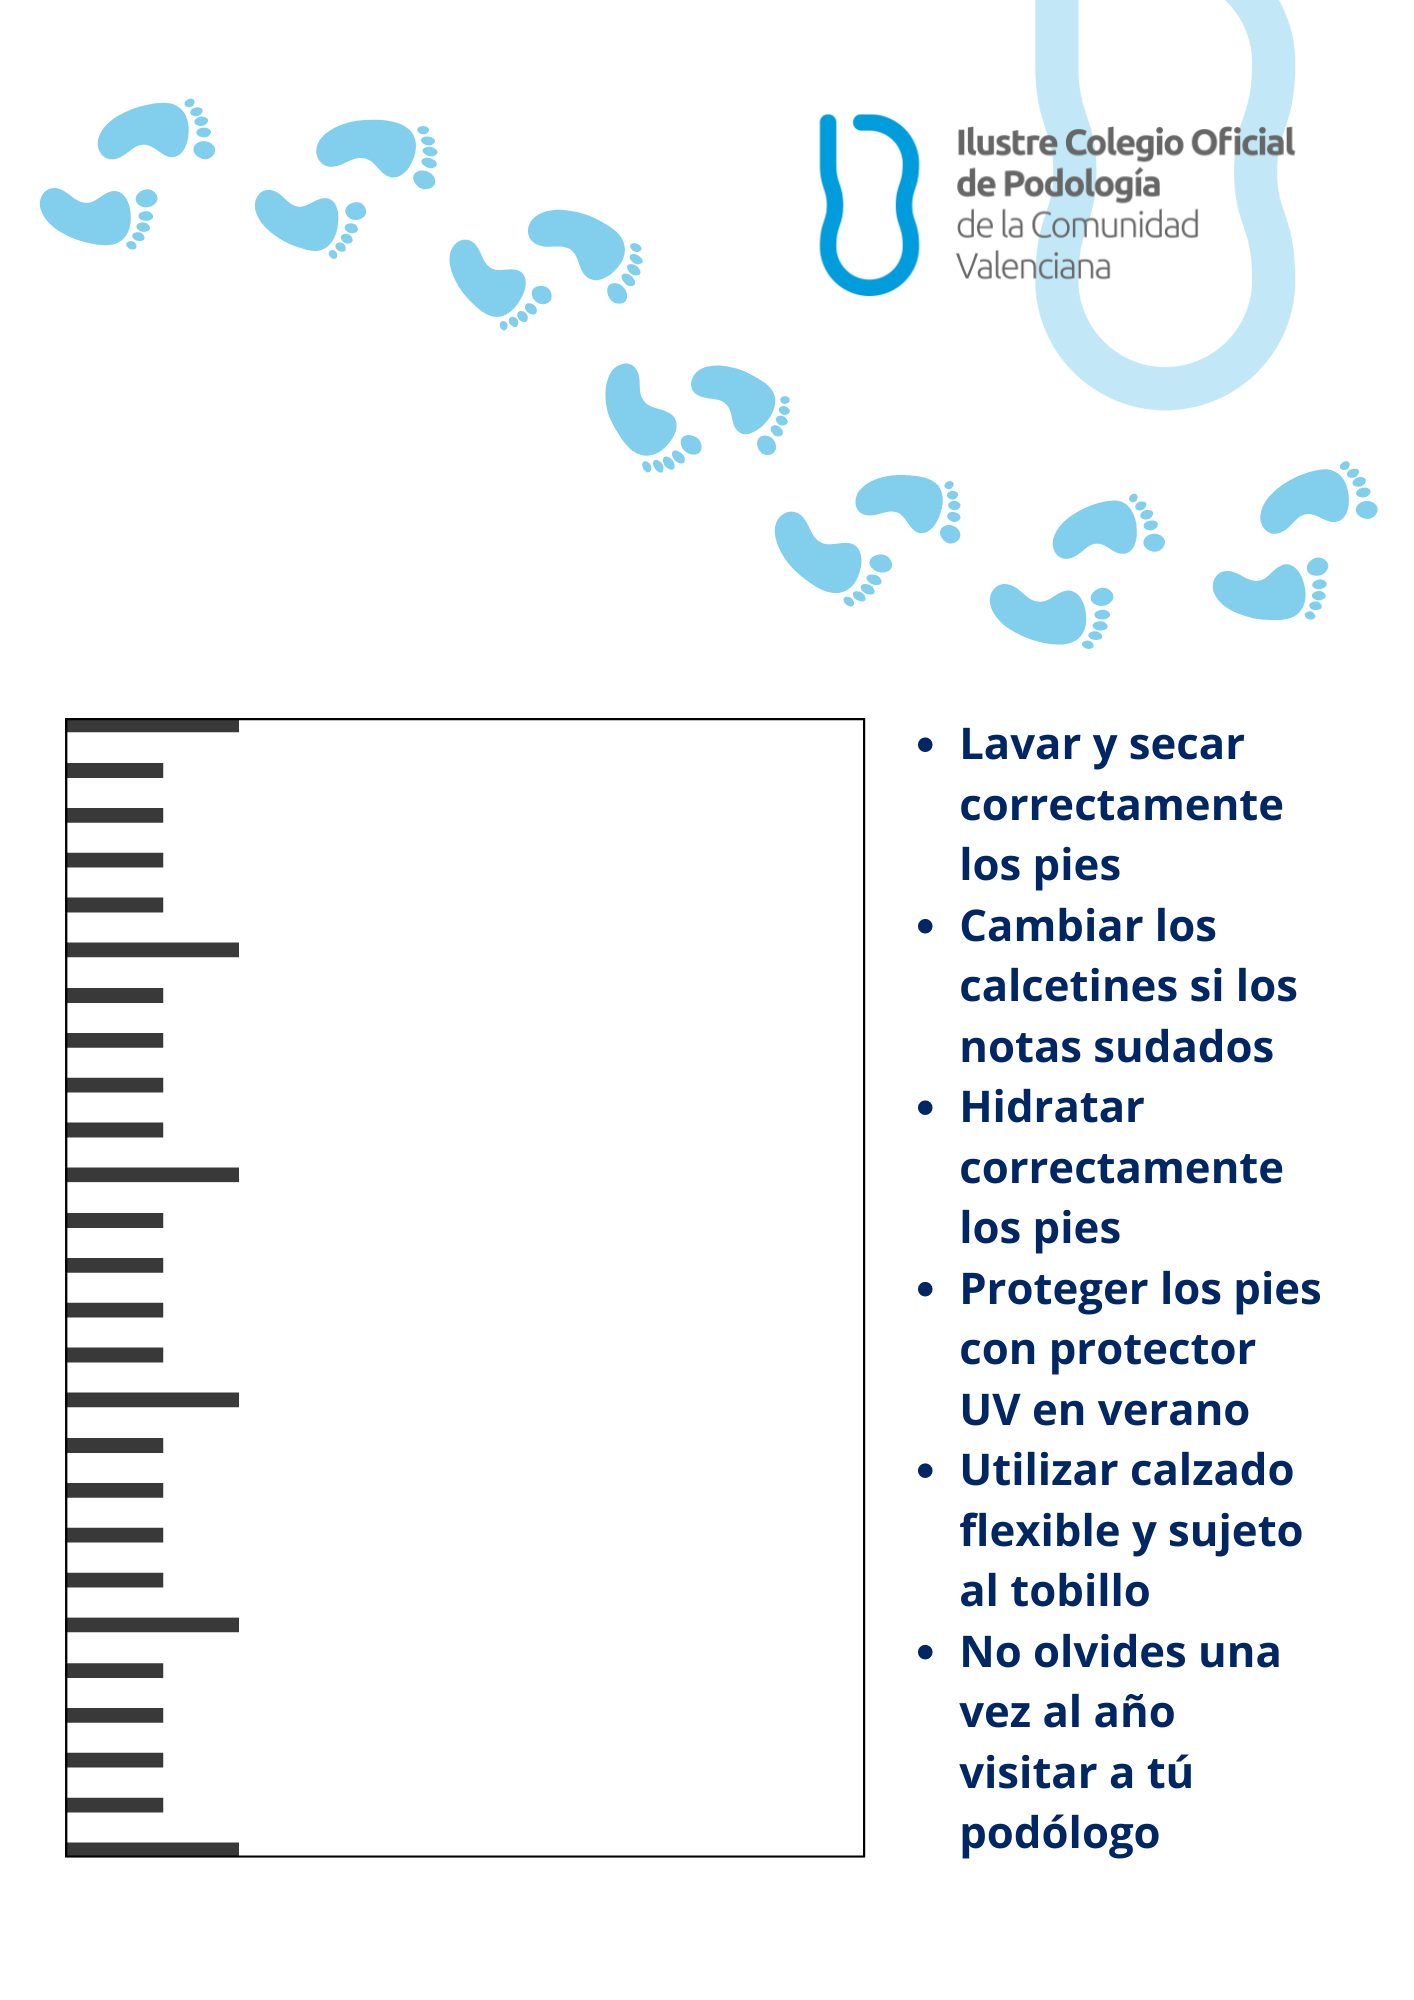 Ilustre Colegio Oficial
de Podología
de la Comunidad
Valenciana
• Lavar y secar
correctamente
los pies
• Cambiar los
calcetines si los
notas sudados
• Hidratar
correctamente
los pies
• Proteger los pies
con protector
UV en verano
• Utilizar calzado
flexible y sujeto
al tobillo
• No olvides una
vez al año
visitar a tú
podólogo